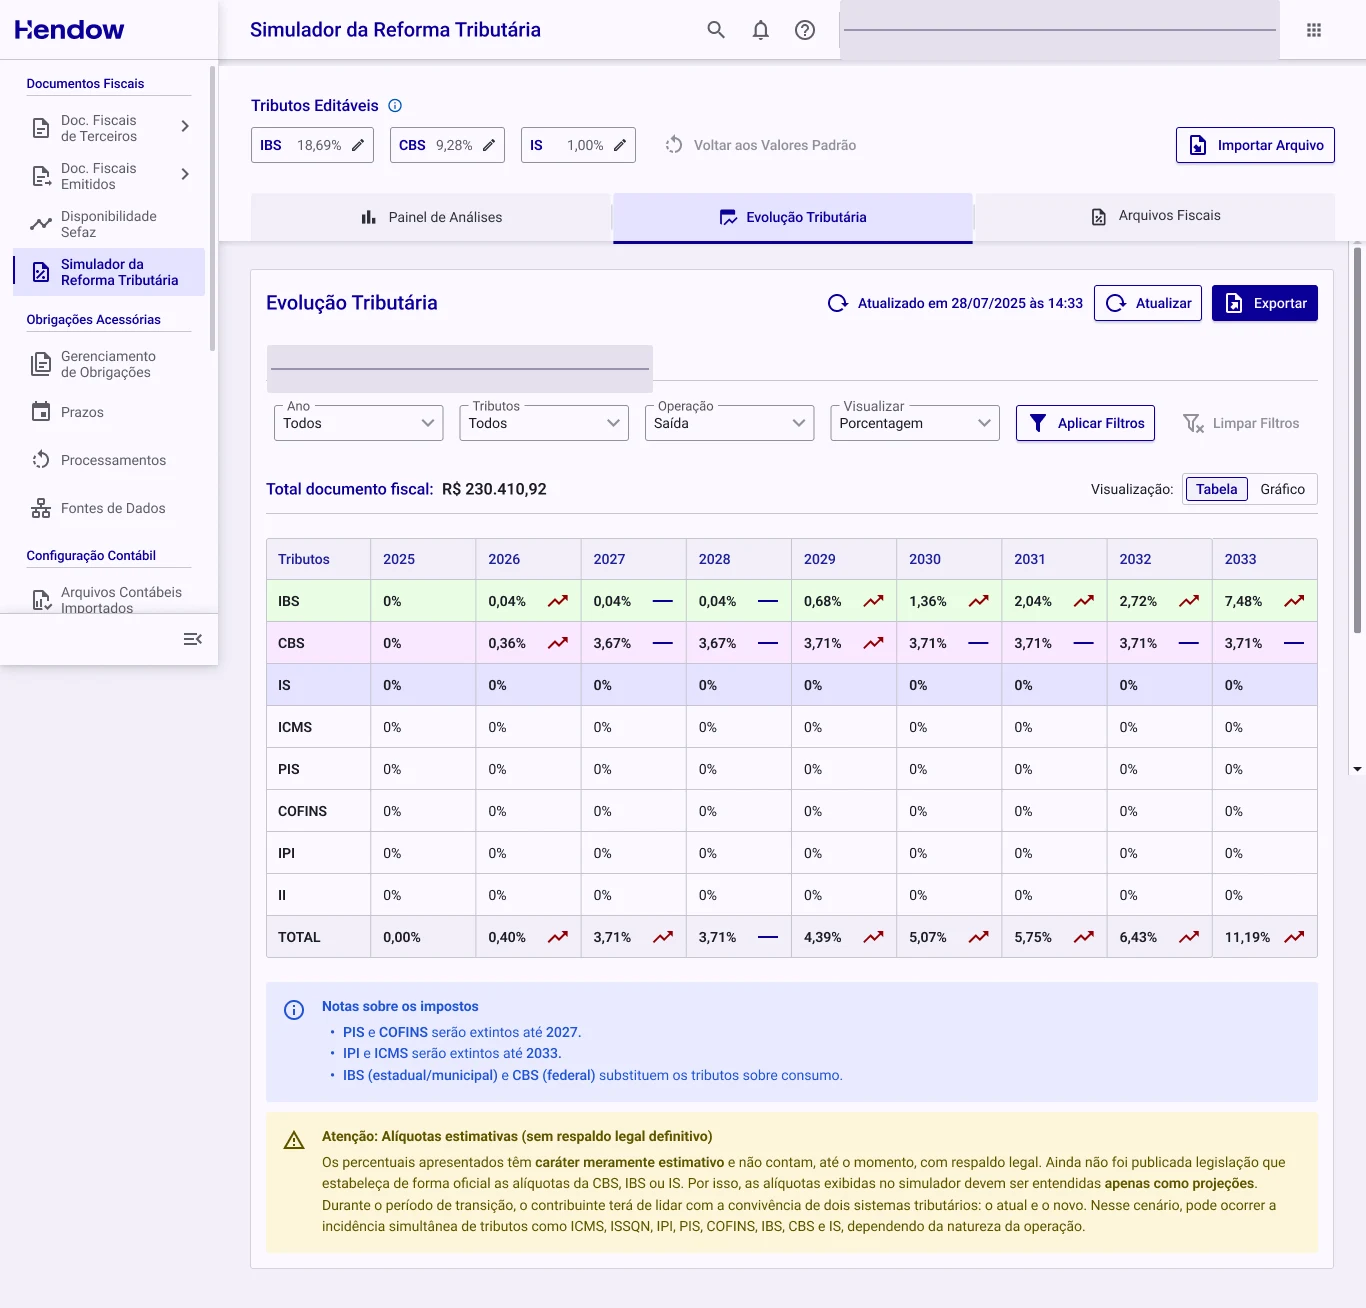 Hendow
Simulador da Reforma Tributária
Documentos Fiscais
Doc. Fiscais
de Terceiros
Doc. Fiscais
Emitidos
Disponibilidade
Sefaz
Simulador da
Reforma Tributária
Obrigações Acessórias
Gerenciamento
de Obrigações
Prazos
Processamentos
Fontes de Dados
Configuração Contábil
Arquivos Contábeis
Importados
Tributos Editáveis
IBS 18,69% CBS 9,28% IS 1,00% Voltar aos Valores Padrão Importar Arquivo
Painel de Análises Evolução Tributária Arquivos Fiscais
Evolução Tributária Atualizado em 28/07/2025 às 14:33 Atualizar Exportar
Ano Tributos Operação Visualizar
Todos Todos Saída Porcentagem Aplicar Filtros Limpar Filtros
Total documento fiscal: R$ 230.410,92 Visualização: Tabela Gráfico
Tributos 2025 2026 2027 2028 2029 2030 2031 2032 2033
IBS 0% 0,04% 0,04% 0,04% 0,68% 1,36% 2,04% 2,72% 7,48%
CBS 0% 0,36% 3,67% 3,67% 3,71% 3,71% 3,71% 3,71% 3,71%
IS 0% 0% 0% 0% 0% 0% 0% 0% 0%
ICMS 0% 0% 0% 0% 0% 0% 0% 0% 0%
PIS 0% 0% 0% 0% 0% 0% 0% 0% 0%
COFINS 0% 0% 0% 0% 0% 0% 0% 0% 0%
IPI 0% 0% 0% 0% 0% 0% 0% 0% 0%
II 0% 0% 0% 0% 0% 0% 0% 0% 0%
TOTAL 0,00% 0,40% 3,71% 3,71% 4,39% 5,07% 5,75% 6,43% 11,19%
Notas sobre os impostos
• PIS e COFINS serão extintos até 2027.
• IPI e ICMS serão extintos até 2033.
• IBS (estadual/municipal) e CBS (federal) substituem os tributos sobre consumo.
Atenção: Alíquotas estimativas (sem respaldo legal definitivo)
Os percentuais apresentados têm caráter meramente estimativo e não contam, até o momento, com respaldo legal. Ainda não foi publicada legislação que
estabeleça de forma oficial as alíquotas da CBS, IBS ou IS. Por isso, as alíquotas exibidas no simulador devem ser entendidas apenas como projeções.
Durante o período de transição, o contribuinte terá de lidar com a convivência de dois sistemas tributários: o atual e o novo. Nesse cenário, pode ocorrer a
incidência simultânea de tributos como ICMS, ISSQN, IPI, PIS, COFINS, IBS, CBS e IS, dependendo da natureza da operação.